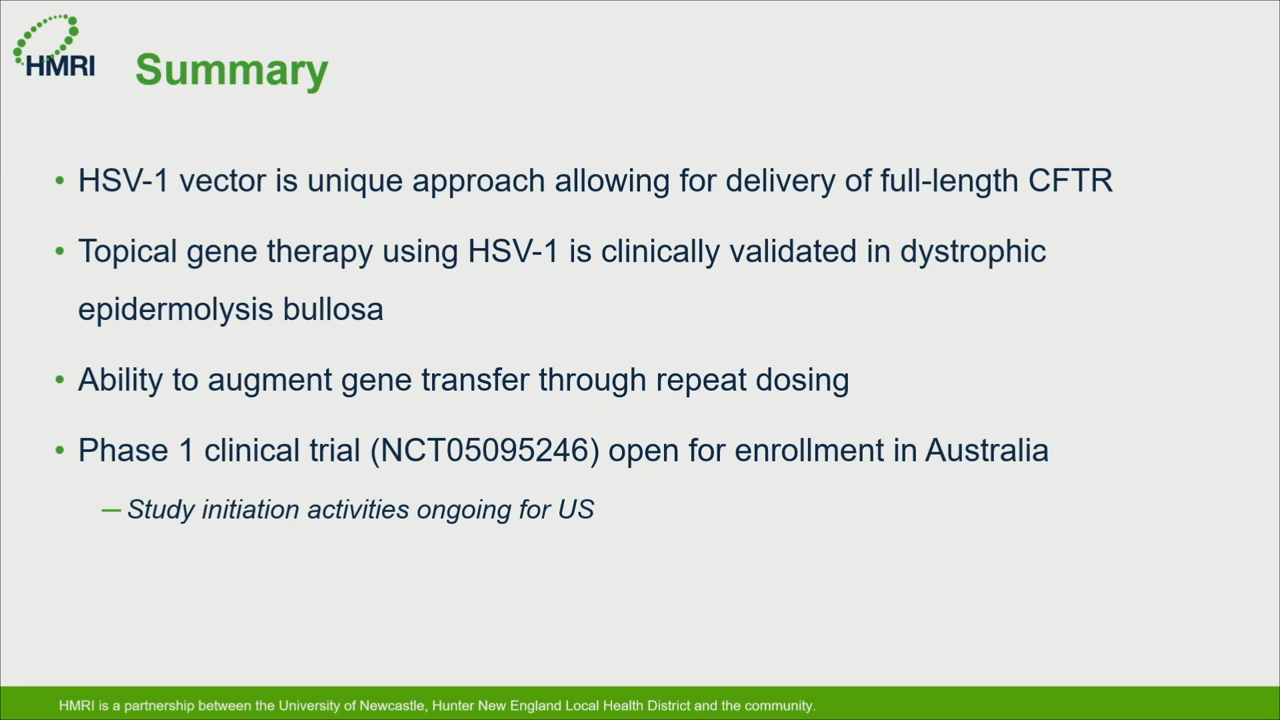 HMRI
Summary
• HSV-1 vector is unique approach allowing for delivery of full-length CFTR
• Topical gene therapy using HSV-1 is clinically validated in dystrophic
epidermolysis bullosa
• Ability to augment gene transfer through repeat dosing
• Phase 1 clinical trial (NCT05095246) open for enrollment in Australia
— Study initiation activities ongoing for US
HMRI is a partnership between the University of Newcastle, Hunter New England Local Health District and the community.